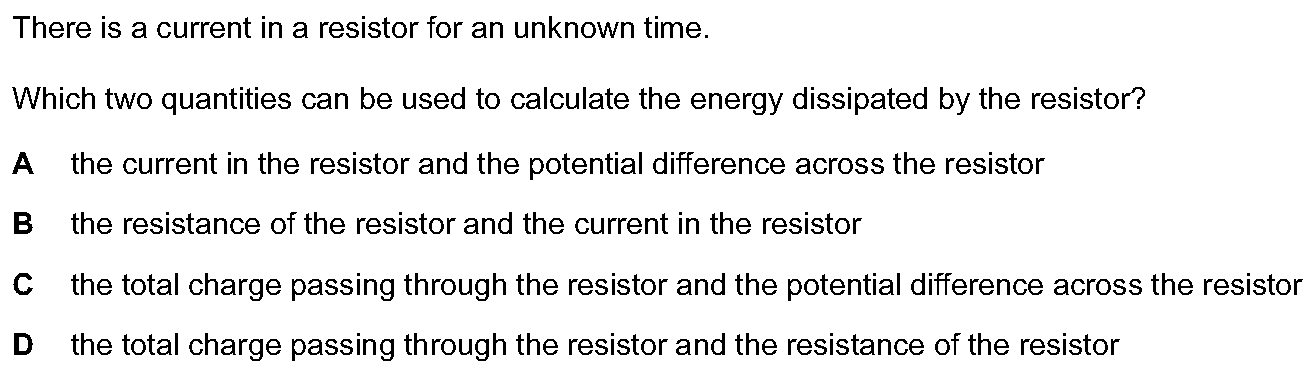 There is a current in a resistor for an unknown time.
Which two quantities can be used to calculate the energy dissipated by the resistor?
A the current in the resistor and the potential difference across the resistor
B the resistance of the resistor and the current in the resistor
C the total charge passing through the resistor and the potential difference across the resistor
D the total charge passing through the resistor and the resistance of the resistor